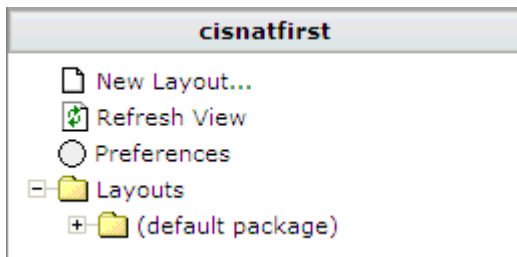 cisnatfirst
New Layout...
Refresh View
Preferences
Layouts
(default package)